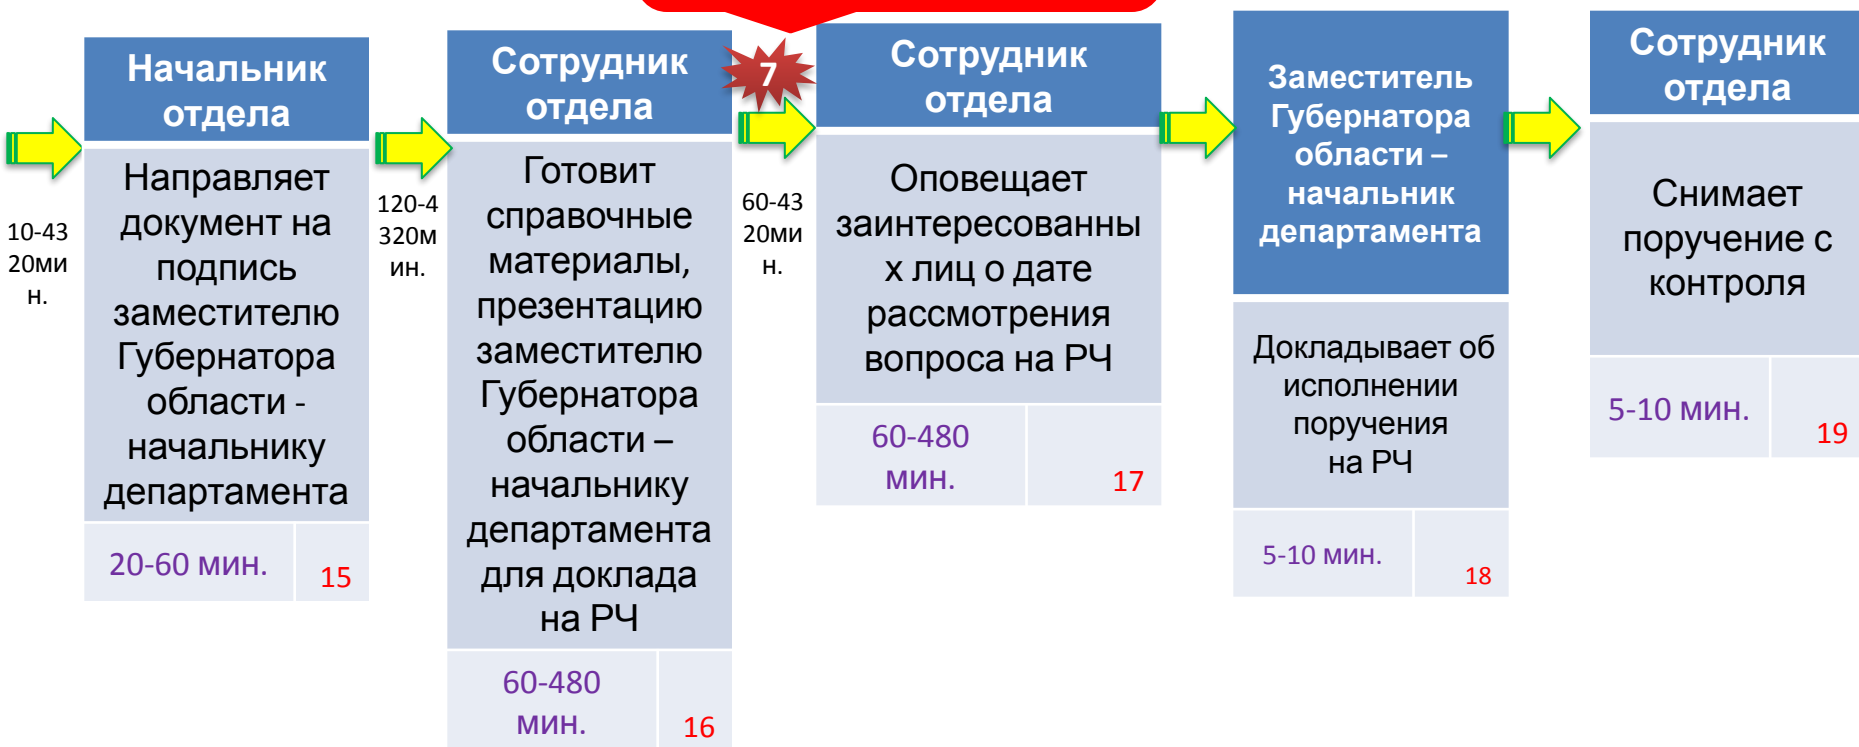 10-43
20ми
н.
Начальник
отдела
Направляет
документ на
подпись
заместителю
Губернатора
области -
начальнику
департамента
20-60 мин.
15
120-4
320м
ин.
Сотрудник
отдела
Готовит
справочные
материалы,
презентацию
заместителю
Губернатора
области –
начальнику
департамента
для доклада
на РЧ
60-480
мин.
16
7
60-43
20ми
н.
Сотрудник
отдела
Оповещает
заинтересованны
х лиц о дате
рассмотрения
вопроса на РЧ
60-480
мин.
17
Заместитель
Губернатора
области –
начальник
департамента
Докладывает об
исполнении
поручения
на РЧ
5-10 мин.
18
Сотрудник
отдела
Снимает
поручение с
контроля
5-10 мин.
19